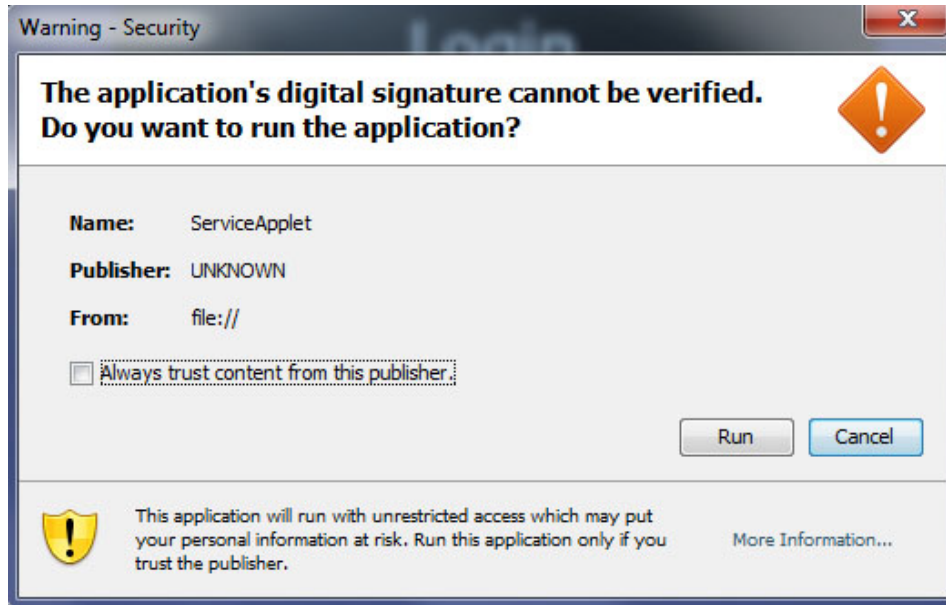 Login
Warning - Security
The application's digital signature cannot be verified.
Do you want to run the application?
Name: ServiceApplet
Publisher: UNKNOWN
From: file://
Always trust content from this publisher.
Run Cancel
This application will run with unrestricted access which may put
your personal information at risk. Run this application only if you
trust the publisher.
More Information...